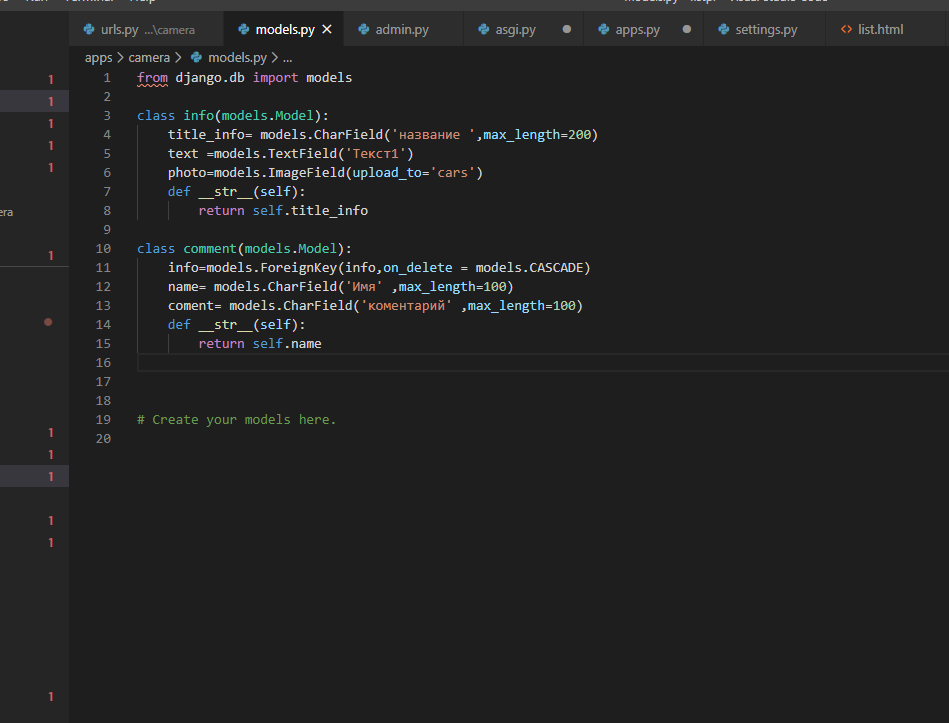 urls.py ...\camera models.py admin.py asgi.py apps.py settings.py list.html
apps > camera > models.py > ...
1 from django.db import models
2
3 class info(models.Model):
4 title_info= models.CharField('название ',max_length=200)
5 text =models.TextField('Текст1')
6 photo=models.ImageField(upload_to='cars')
7 def __str__(self):
8 return self.title_info
9
10 class comment(models.Model):
11 info=models.ForeignKey(info,on_delete = models.CASCADE)
12 name= models.CharField('Имя' ,max_length=100)
13 coment= models.CharField('коментарий' ,max_length=100)
14 def __str__(self):
15 return self.name
16
17
18
19 # Create your models here.
20
1
1
1
1
1
era
1
1
1
1
1
1
1